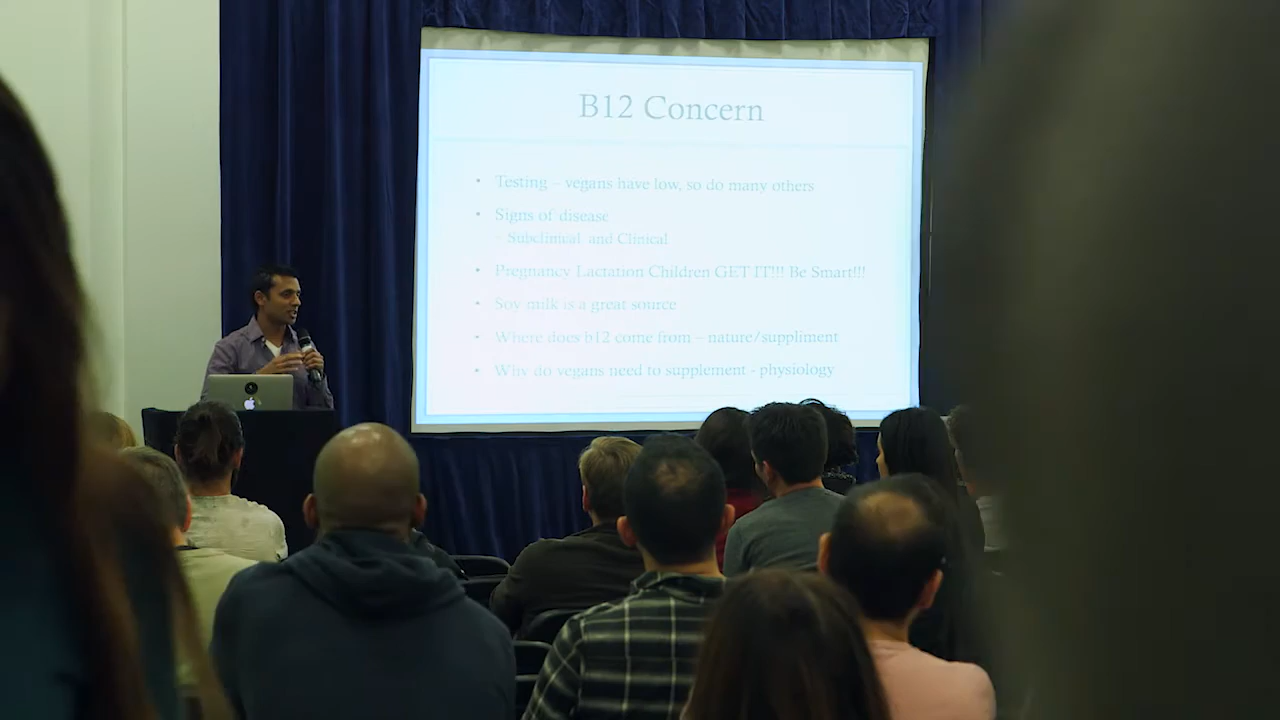 B12 Concern
• Testing – vegans have low, so do many others
• Signs of disease
– Subclinical and Clinical
• Pregnancy Lactation Children GET IT!!! Be Smart!!!
• Soy milk is a great source
• Where does b12 come from – nature/suppliment
• Why do vegans need to supplement - physiology